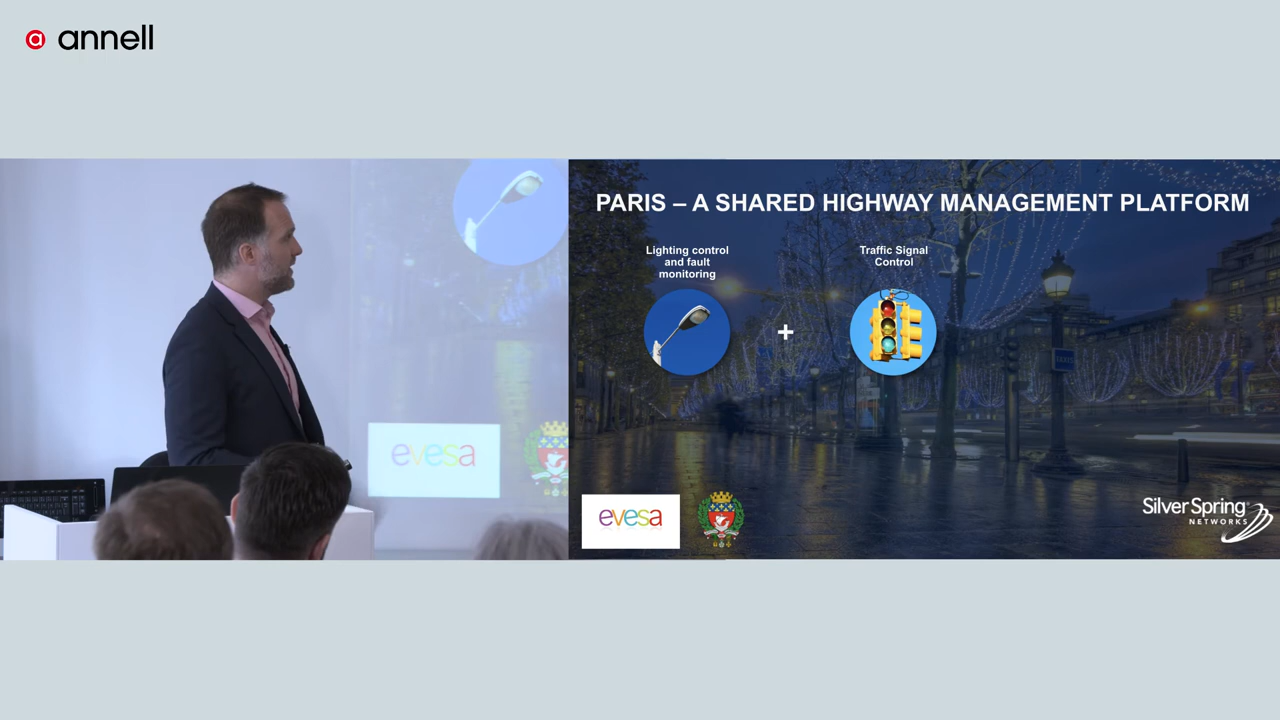 annell
PARIS – A SHARED HIGHWAY MANAGEMENT PLATFORM
Lighting control
and fault
monitoring
Traffic Signal
Control
+
evesa
evesa
Silver Spring
NETWORKS